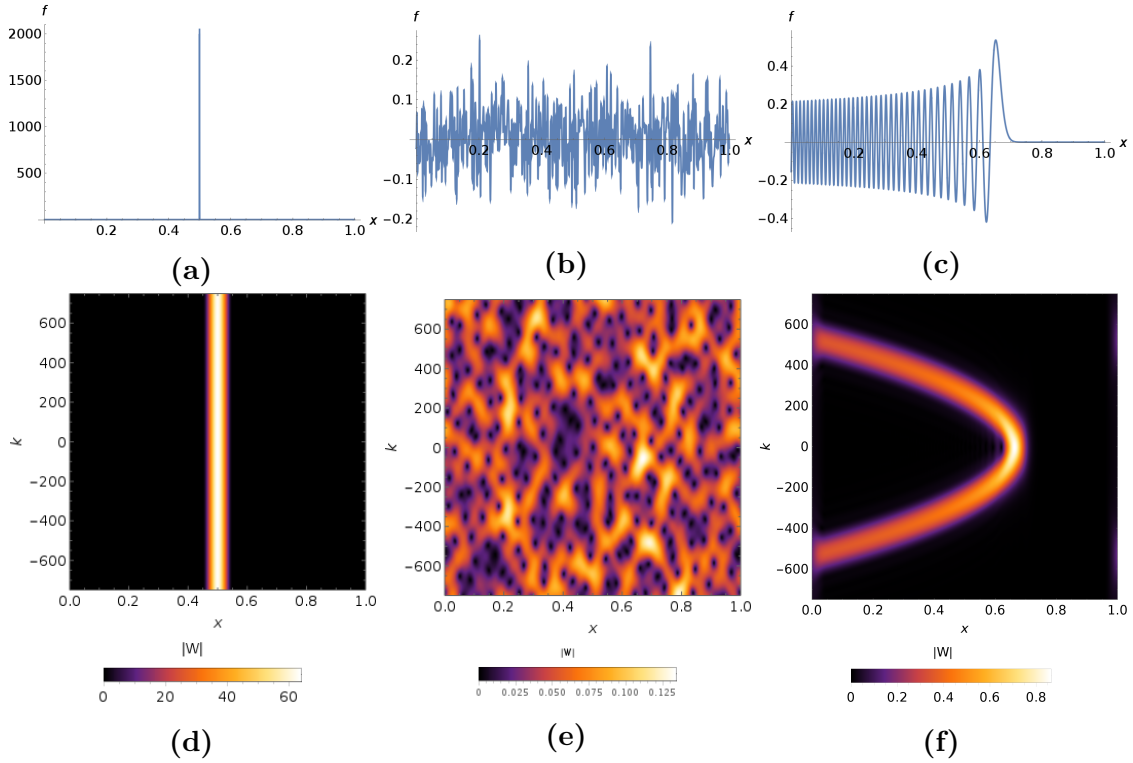 f
2000
1500
1000
500
0.2 0.4 0.6 0.8 1.0 x
(a)
f
0.2
0.1
−0.1
−0.2
0.2 0.4 0.6 0.8 1.0 x
(b)
f
0.4
0.2
−0.2
−0.4
0.2 0.4 0.6 0.8 1.0 x
(c)
k
600
400
200
0
−200
−400
−600
0.0 0.2 0.4 0.6 0.8 1.0
x
|W|
0 20 40 60
(d)
k
600
400
200
0
−200
−400
−600
0.0 0.2 0.4 0.6 0.8 1.0
x
|W|
0 0.025 0.050 0.075 0.100 0.125
(e)
k
600
400
200
0
−200
−400
−600
0.0 0.2 0.4 0.6 0.8 1.0
x
|W|
0 0.2 0.4 0.6 0.8
(f)